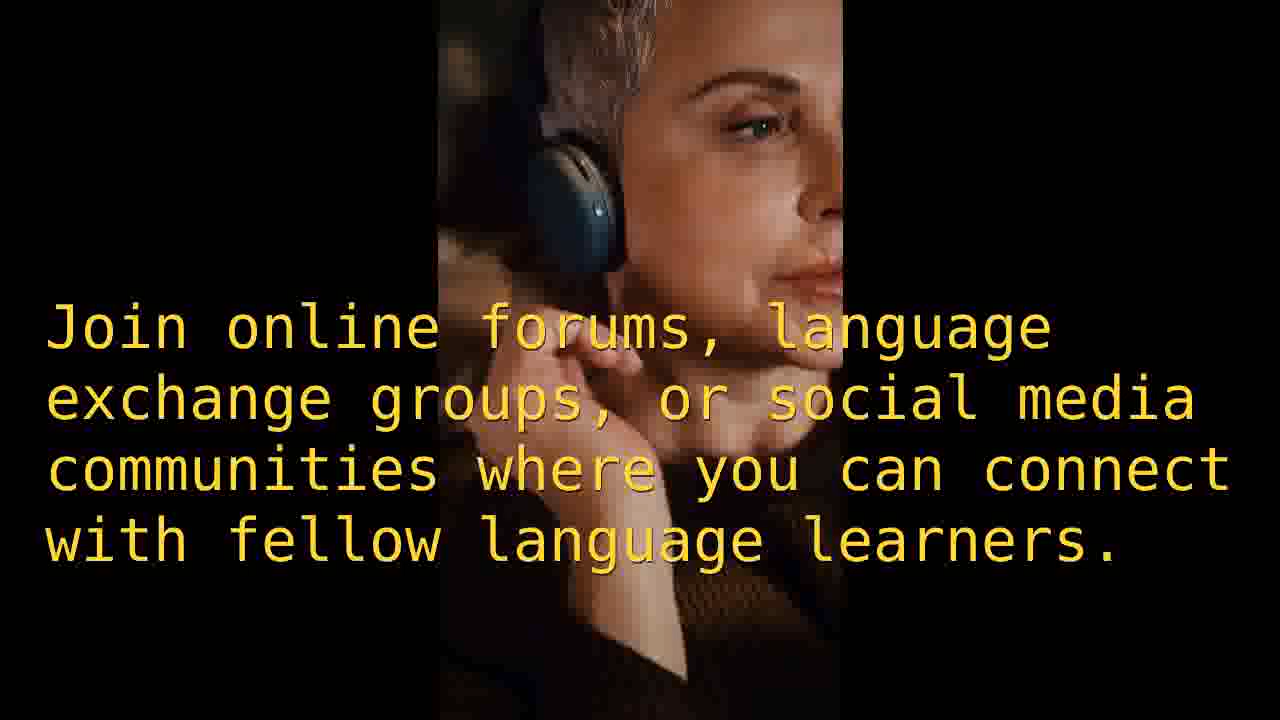 Join online forums, language
exchange groups, or social media
communities where you can connect
with fellow language learners.